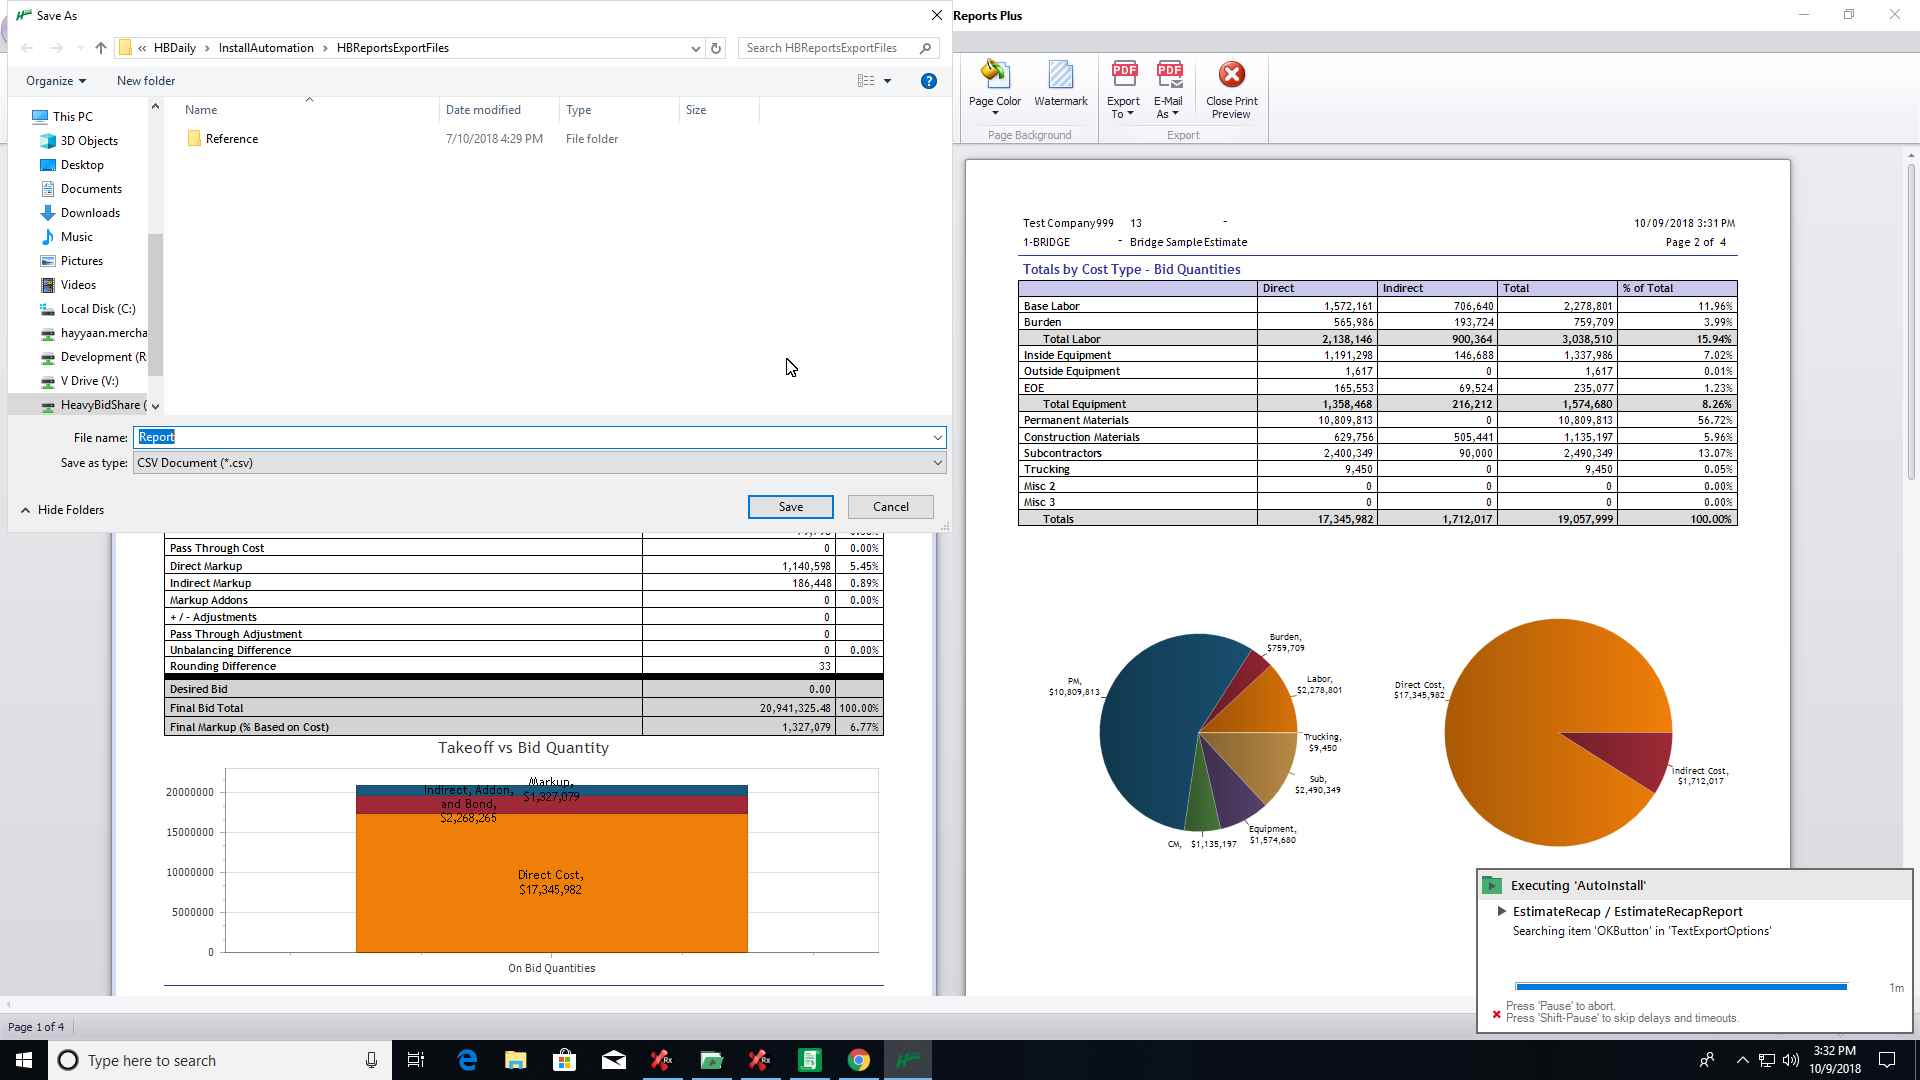 Save As
Reports Plus
« HBDaily › InstallAutomation › HBReportsExportFiles
Search HBReportsExportFiles
Organize
New folder
Name
Date modified
Type
Size
Reference
7/10/2018 4:29 PM
File folder
This PC
3D Objects
Desktop
Documents
Downloads
Music
Pictures
Videos
Local Disk (C:)
hayyaan.mercha
Development (R
V Drive (V:)
HeavyBidShare (
File name: Report
Save as type: CSV Document (*.csv)
Hide Folders
Save
Cancel
Page Color
Watermark
Page Background
PDF
Export To
PDF
E-Mail As
Close Print Preview
Export
Pass Through Cost 0 0.00%
Direct Markup 1,140,598 5.45%
Indirect Markup 186,448 0.89%
Markup Addons 0 0.00%
+ / - Adjustments 0
Pass Through Adjustment 0
Unbalancing Difference 0 0.00%
Rounding Difference 33
Desired Bid 0.00
Final Bid Total 20,941,325.48 100.00%
Final Markup (% Based on Cost) 1,327,079 6.77%
Takeoff vs Bid Quantity
20000000
15000000
10000000
5000000
0
Markup,
$1,327,079
Indirect, Addon,
and Bond,
$2,268,265
Direct Cost,
$17,345,982
On Bid Quantities
Test Company999 13 -
10/09/2018 3:31 PM
1-BRIDGE - Bridge Sample Estimate
Page 2 of 4
Totals by Cost Type - Bid Quantities
Direct Indirect Total % of Total
Base Labor 1,572,161 706,640 2,278,801 11.96%
Burden 565,986 193,724 759,709 3.99%
Total Labor 2,138,146 900,364 3,038,510 15.94%
Inside Equipment 1,191,298 146,688 1,337,986 7.02%
Outside Equipment 1,617 0 1,617 0.01%
EOE 165,553 69,524 235,077 1.23%
Total Equipment 1,358,468 216,212 1,574,680 8.26%
Permanent Materials 10,809,813 0 10,809,813 56.72%
Construction Materials 629,756 505,441 1,135,197 5.96%
Subcontractors 2,400,349 90,000 2,490,349 13.07%
Trucking 9,450 0 9,450 0.05%
Misc 2 0 0 0 0.00%
Misc 3 0 0 0 0.00%
Totals 17,345,982 1,712,017 19,057,999 100.00%
Burden,
$759,709
PM,
$10,809,813
Labor,
$2,278,801
Trucking,
$9,450
Sub,
$2,490,349
Equipment,
$1,574,680
CM, $1,135,197
Direct Cost,
$17,345,982
Indirect Cost,
$1,712,017
Executing 'AutoInstall'
EstimateRecap / EstimateRecapReport
Searching item 'OKButton' in 'TextExportOptions'
1m
Press 'Pause' to abort.
Press 'Shift-Pause' to skip delays and timeouts.
Page 1 of 4
Type here to search
3:32 PM
10/9/2018